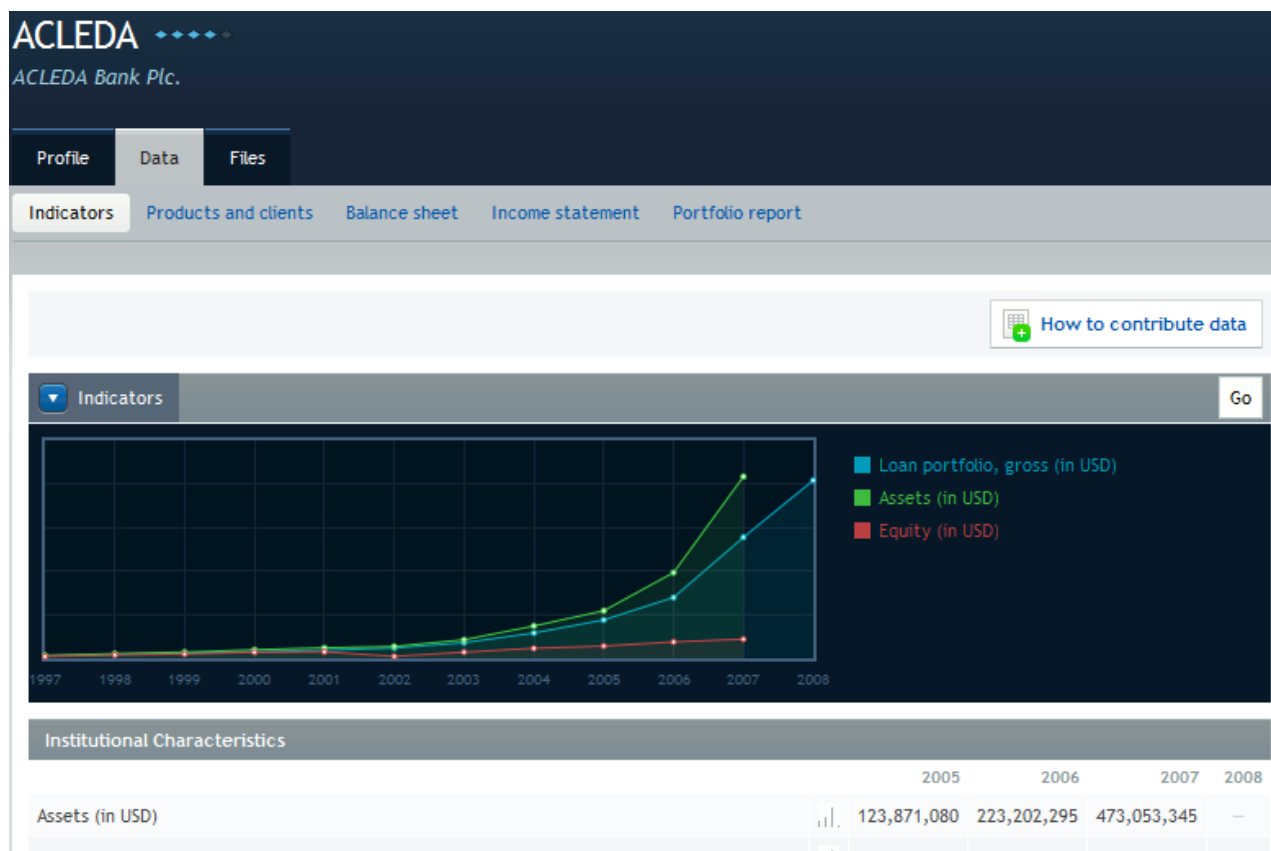 ACLEDA
ACLEDA Bank Plc.
Profile Data Files
Indicators Products and clients Balance sheet Income statement Portfolio report
How to contribute data
Indicators Go
Loan portfolio, gross (in USD)
Assets (in USD)
Equity (in USD)
1997 1998 1999 2000 2001 2002 2003 2004 2005 2006 2007 2008
Institutional Characteristics
2005 2006 2007 2008
Assets (in USD) 123,871,080 223,202,295 473,053,345 —